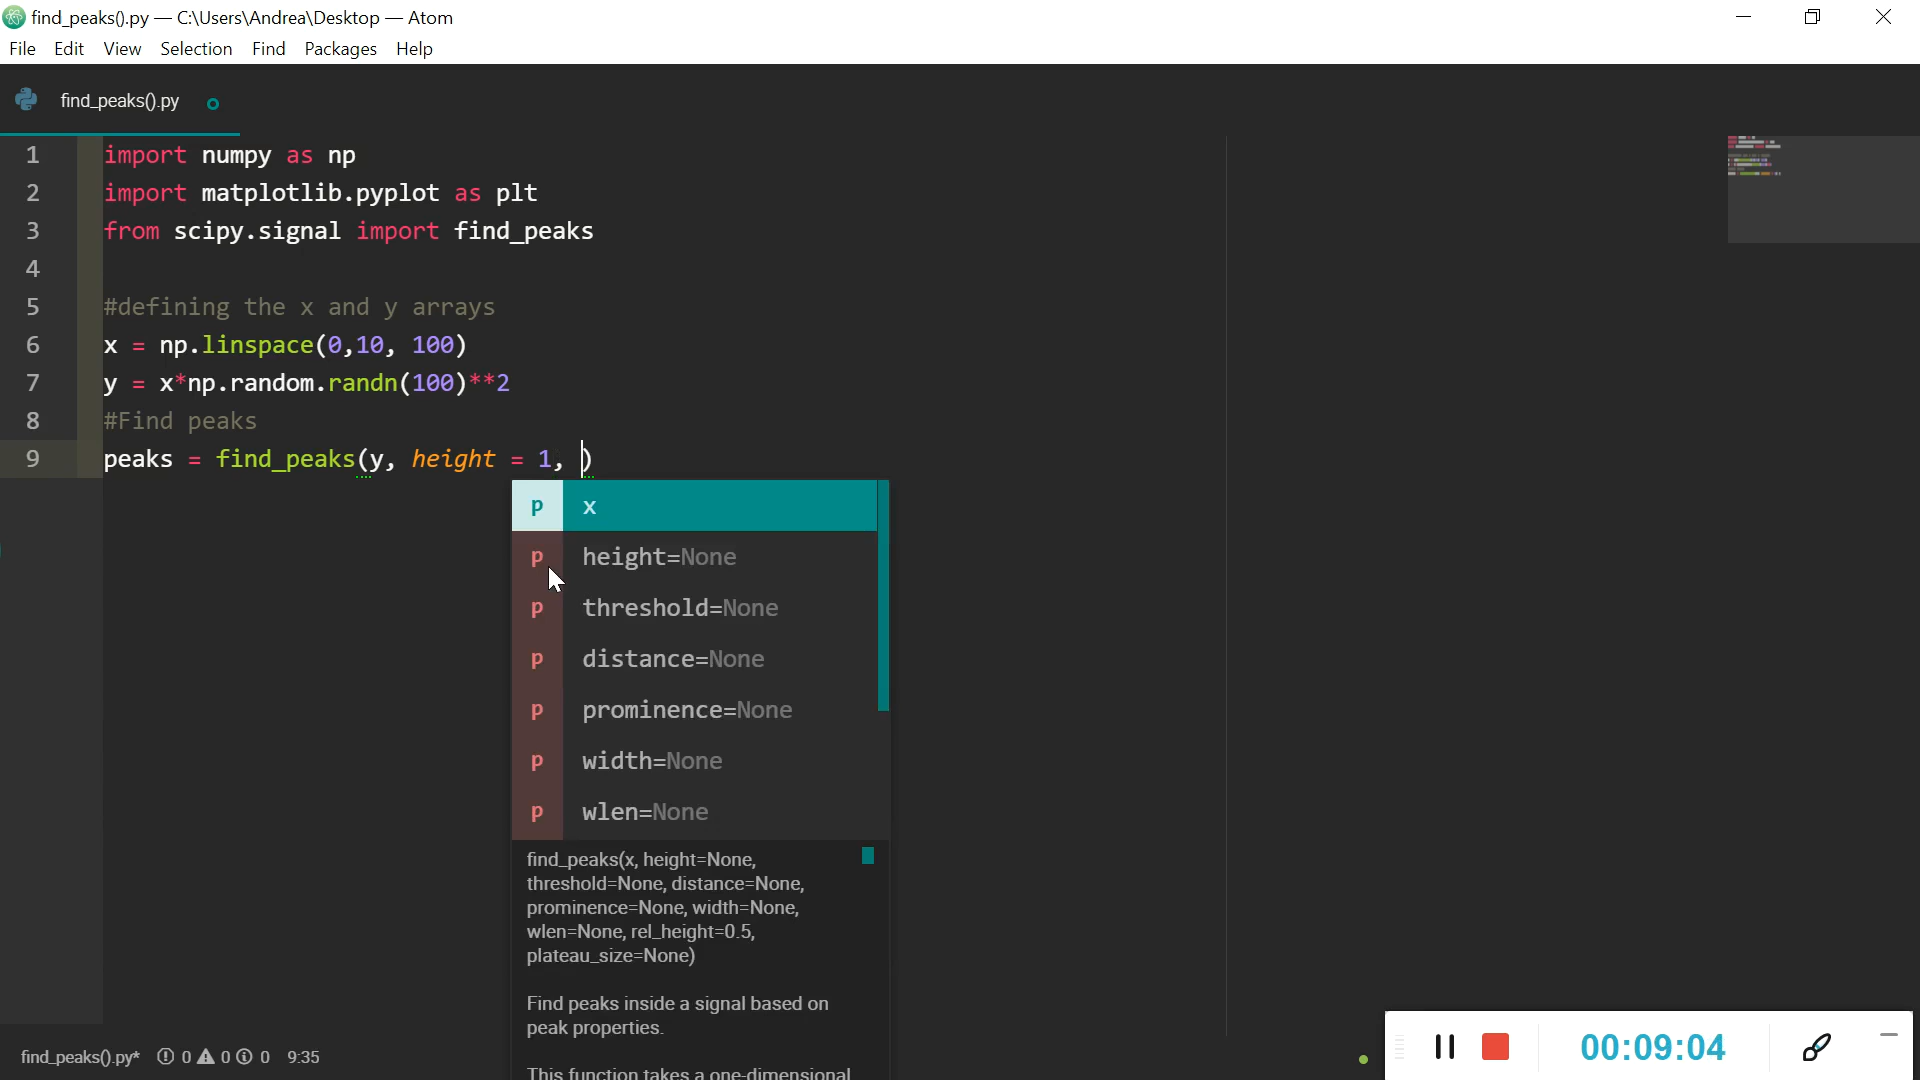 find_peaks().py — C:\Users\Andrea\Desktop — Atom
File Edit View Selection Find Packages Help
find_peaks().py
1 import numpy as np
2 import matplotlib.pyplot as plt
3 from scipy.signal import find_peaks
4
5 #defining the x and y arrays
6 x = np.linspace(0,10, 100)
7 y = x*np.random.randn(100)**2
8 #Find peaks
9 peaks = find_peaks(y, height = 1, )
p x
p height=None
p threshold=None
p distance=None
p prominence=None
p width=None
p wlen=None
find_peaks(x, height=None,
threshold=None, distance=None,
prominence=None, width=None,
wlen=None, rel_height=0.5,
plateau_size=None)
Find peaks inside a signal based on
peak properties.
This function takes a one-dimensional
find_peaks().py* 0 0 0 9:35
00:09:04